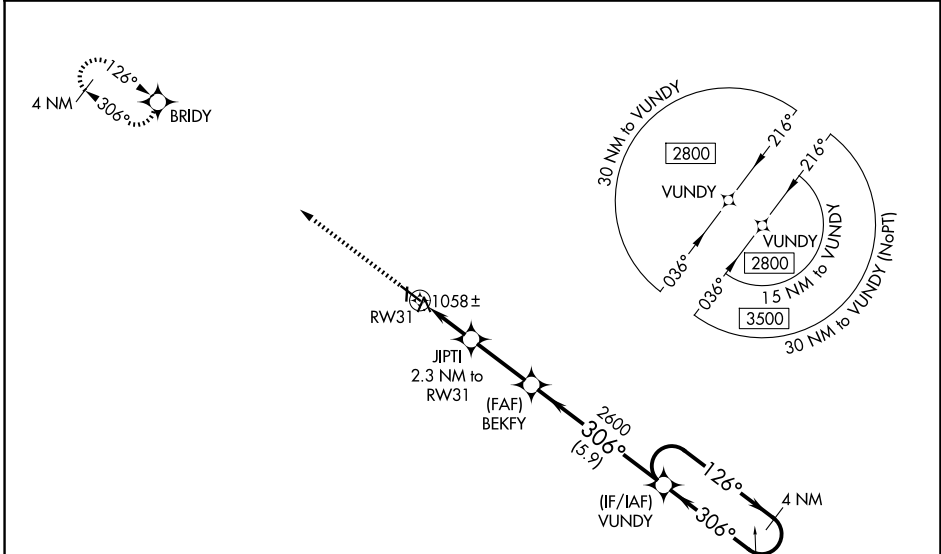 126°
4 NM
306°
BRIDY
30 NM to VUNDY
216°
2800
VUNDY
036°
216°
VUNDY
2800
036°
15 NM to VUNDY
3500
30 NM to VUNDY (NoPT)
1058±
RW31
JIPTI
2.3 NM to
RW31
(FAF)
BEKFY
2600
306°
(5.9)
126°
4 NM
306°
(IF/IAF)
VUNDY